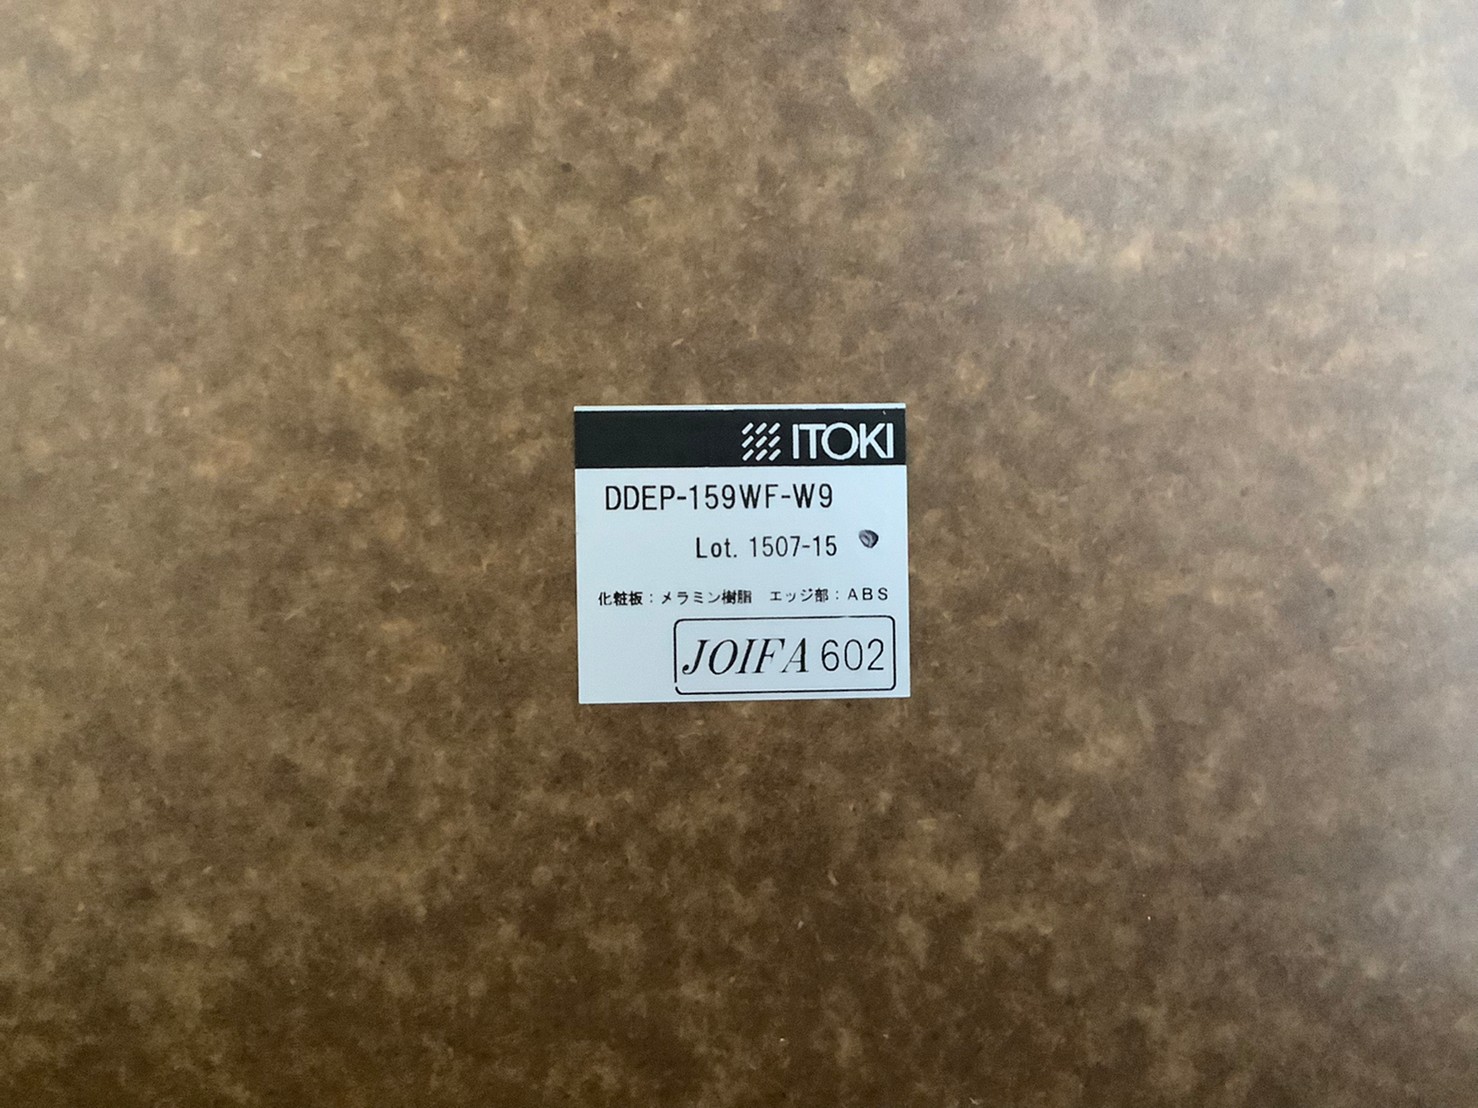 ITOKI
DDEP-159WF-W9
Lot. 1507-15
化粧板：メラミン樹脂　エッジ部：ABS
JOIFA 602